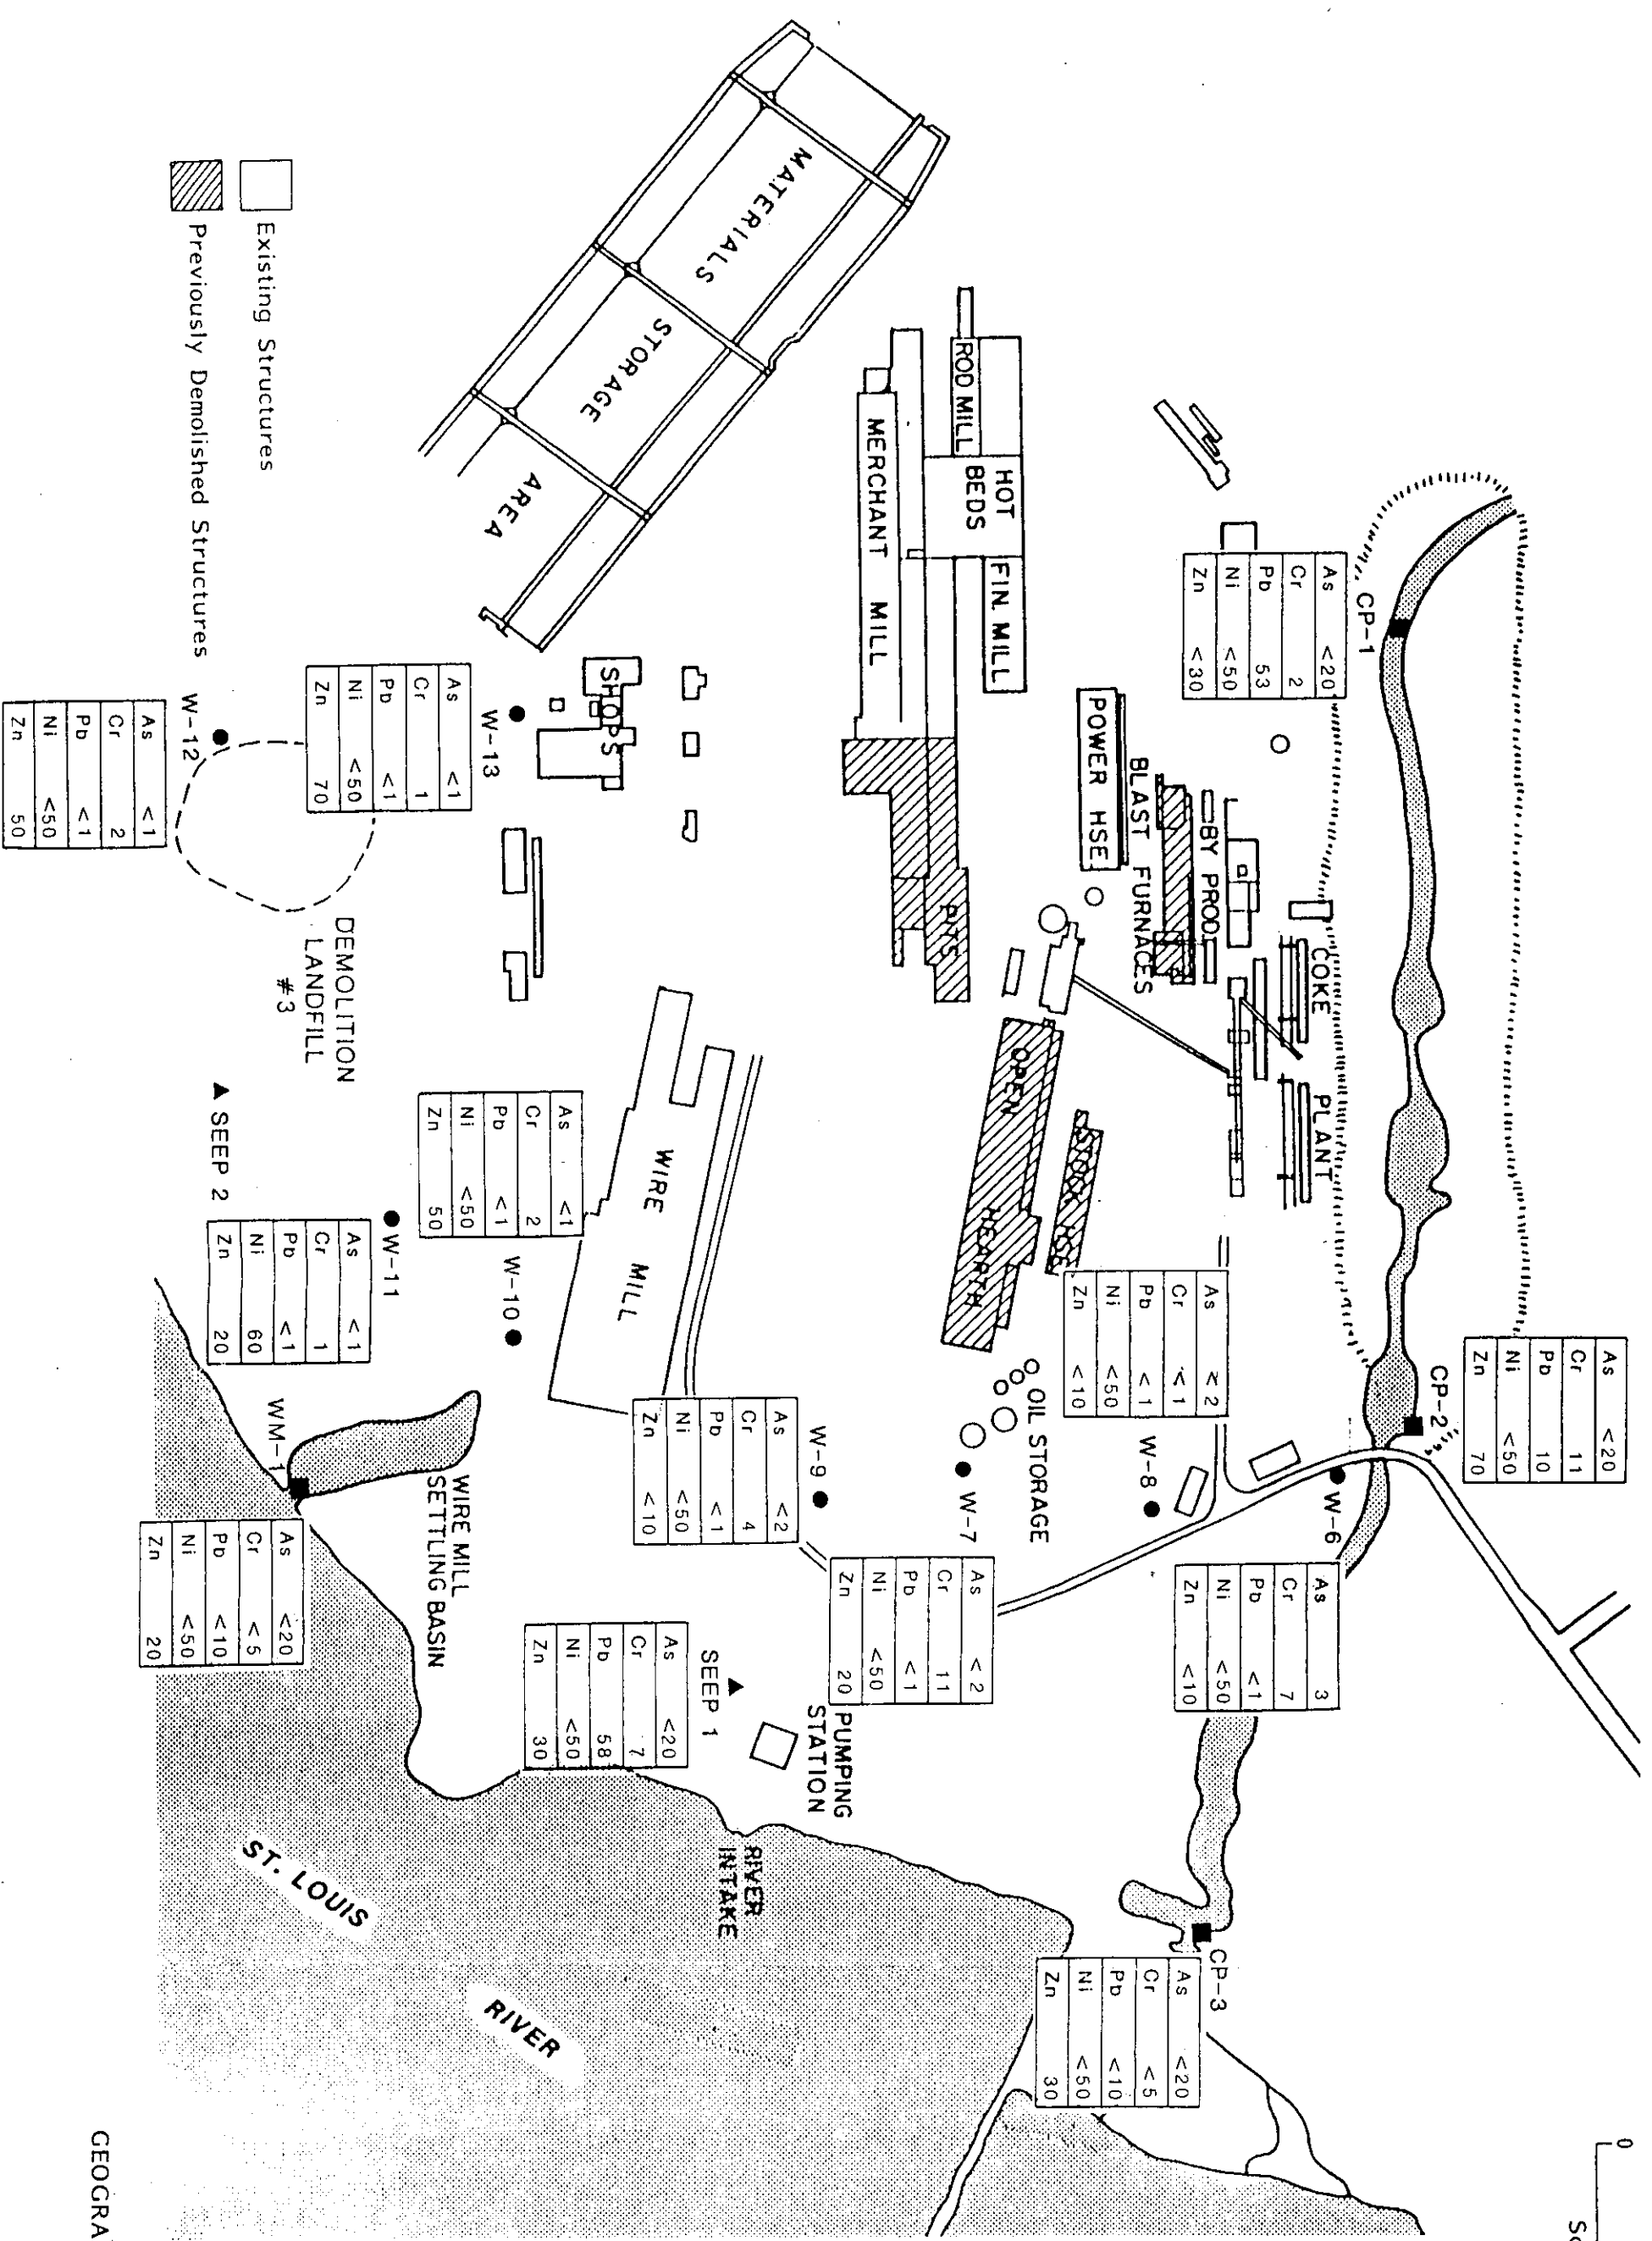 0
Sc
As <20
Cr 11
Pb 10
Ni <50
Zn 70
CP-2
CP-1
As <20
Cr 2
Pb 53
Ni <50
Zn <30
COKE
PLANT
BY PROD.
BLAST FURNACES
POWER HSE
W-6
As 3
Cr 7
Pb <1
Ni <50
Zn <10
CP-3
As <20
Cr <5
Pb <10
Ni <50
Zn 30
As <2
Cr <1
Pb <1
Ni <50
Zn <10
W-8
STOCK HSE
OPEN HEARTH
OIL STORAGE
W-7
As <2
Cr 11
Pb <1
Ni <50
Zn 20
HOT
BEDS
FIN. MILL
ROD MILL
MERCHANT MILL
PITS
MATERIALS
STORAGE
AREA
W-9
As <2
Cr 4
Pb <1
Ni <50
Zn <10
PUMPING
STATION
RIVER
INTAKE
SEEP 1
As <20
Cr 7
Pb 58
Ni <50
Zn 30
SHOPS
WIRE MILL
W-13
As <1
Cr 1
Pb <1
Ni <50
Zn 70
As <1
Cr 2
Pb <1
Ni <50
Zn 50
W-10
W-11
As <1
Cr 1
Pb <1
Ni 60
Zn 20
WIRE MILL
SETTLING BASIN
WM-1
As <20
Cr <5
Pb <10
Ni <50
Zn 20
DEMOLITION
LANDFILL
#3
SEEP 2
W-12
As <1
Cr 2
Pb <1
Ni <50
Zn 50
ST. LOUIS
RIVER
Existing Structures
Previously Demolished Structures
GEOGRA